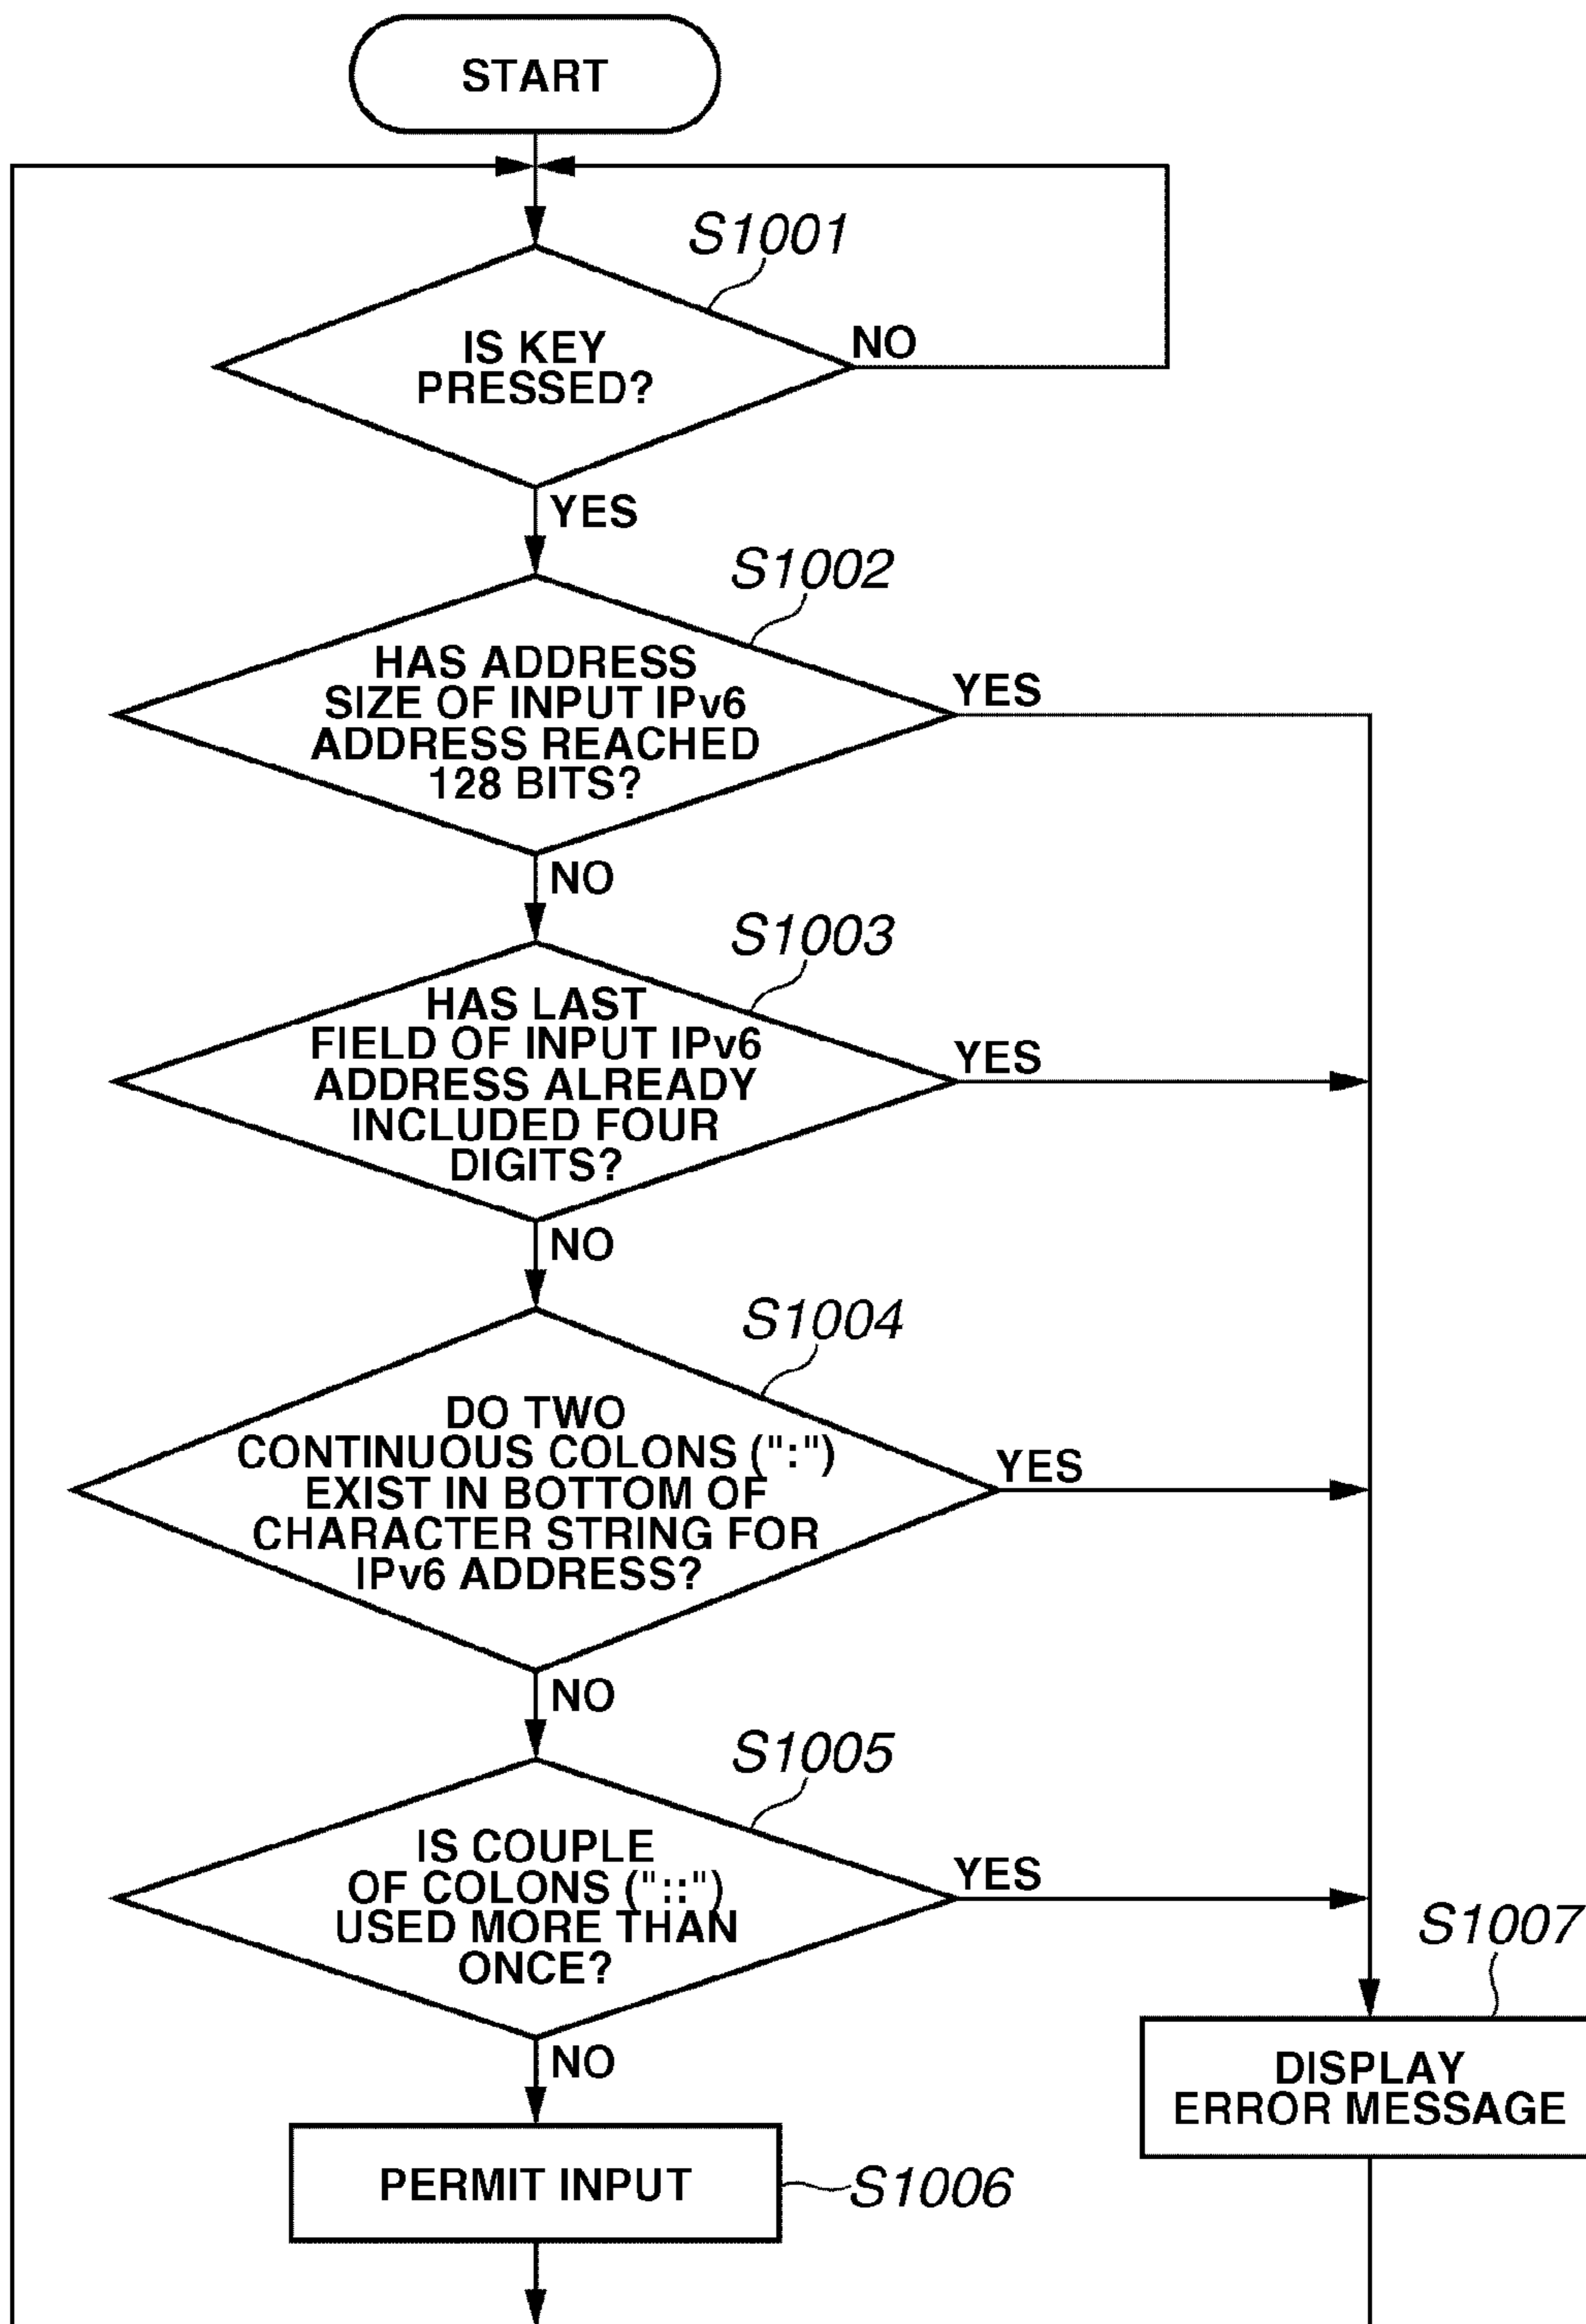 START
S1001
IS KEY
PRESSED?
NO
YES
S1002
HAS ADDRESS
SIZE OF INPUT IPv6
ADDRESS REACHED
128 BITS?
YES
NO
S1003
HAS LAST
FIELD OF INPUT IPv6
ADDRESS ALREADY
INCLUDED FOUR
DIGITS?
YES
NO
S1004
DO TWO
CONTINUOUS COLONS (":")
EXIST IN BOTTOM OF
CHARACTER STRING FOR
IPv6 ADDRESS?
YES
NO
S1005
IS COUPLE
OF COLONS ("::")
USED MORE THAN
ONCE?
YES
NO
S1007
DISPLAY
ERROR MESSAGE
PERMIT INPUT
S1006